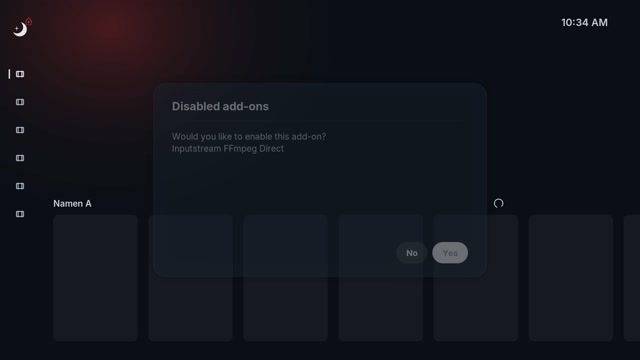 10:34 AM
Disabled add-ons
Would you like to enable this add-on?
Inputstream FFmpeg Direct
Namen A
No
Yes